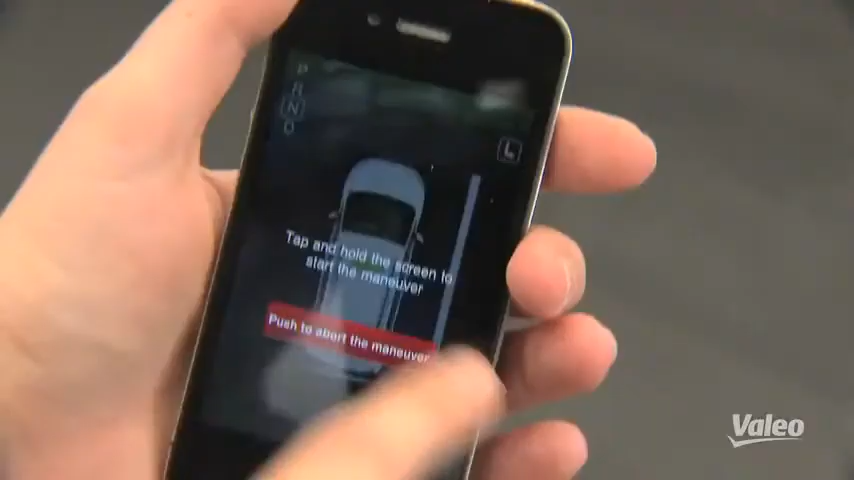 P
R
N
D
L
Tap and hold the screen to
start the maneuver
Push to abort the maneuver
Valeo